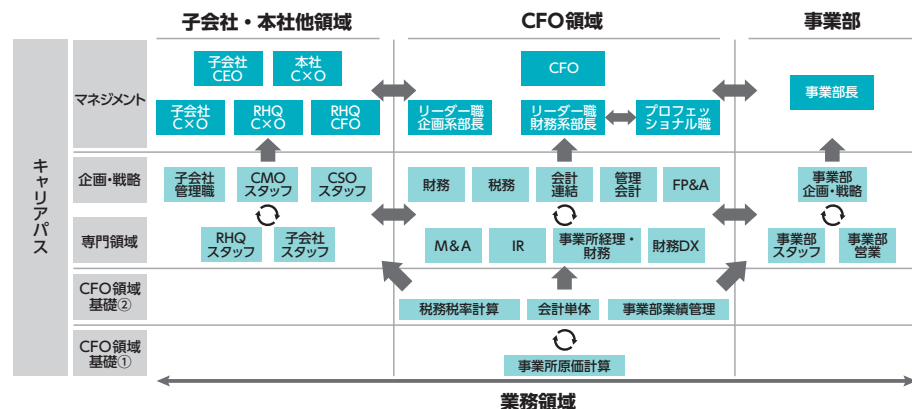 子会社・本社他領域
CFO領域
事業部
キャリアパス
マネジメント
子会社
CEO
本社
C×O
CFO
事業部長
子会社
C×O
RHQ
C×O
RHQ
CFO
リーダー職
企画系部長
リーダー職
財務系部長
プロフェッ
ショナル職
企画・戦略
子会社
管理職
CMO
スタッフ
CSO
スタッフ
財務
税務
会計
連結
管理
会計
FP&A
事業部
企画・戦略
専門領域
RHQ
スタッフ
子会社
スタッフ
M&A
IR
事業所経理・
財務
財務DX
事業部
スタッフ
事業部
営業
CFO領域
基礎②
税務税率計算
会計単体
事業部業績管理
CFO領域
基礎①
事業所原価計算
業務領域